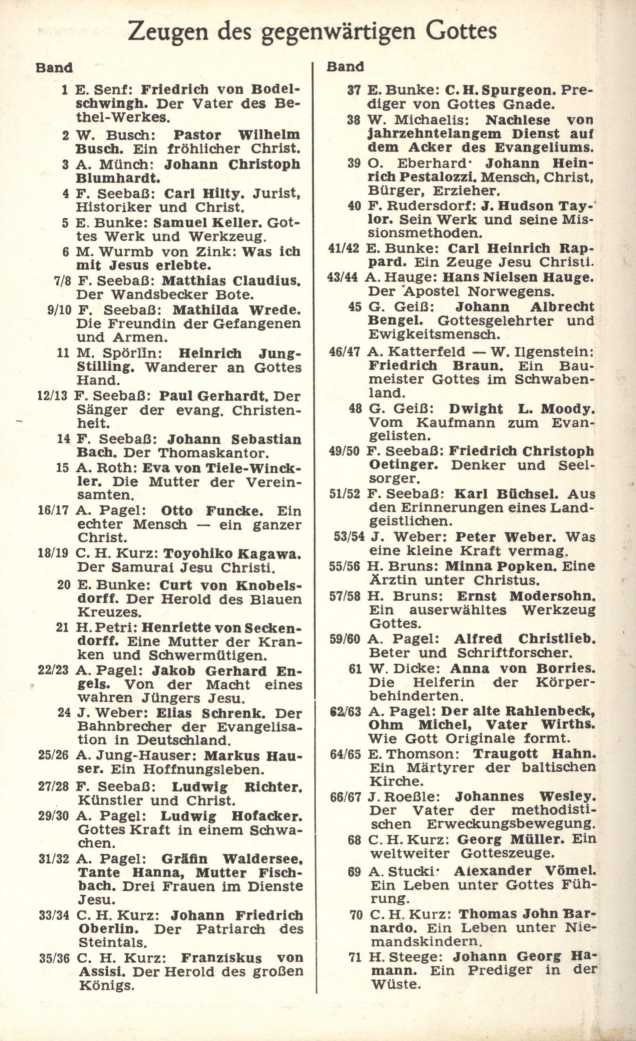 Zeugen des gegenwärtigen Gottes
Band
1 E. Senf: Friedrich von Bodel-
schwingh. Der Vater des Be-
thel-Werkes.
2 W. Busch: Pastor Wilhelm
Busch. Ein fröhlicher Christ.
3 A. Münch: Johann Christoph
Blumhardt.
4 F. Seebaß: Carl Hilty. Jurist,
Historiker und Christ.
5 E. Bunke: Samuel Keller. Got-
tes Werk und Werkzeug.
6 M. Wurmb von Zink: Was ich
mit Jesus erlebte.
7/8 F. Seebaß: Matthias Claudius.
Der Wandsbecker Bote.
9/10 F. Seebaß: Mathilda Wrede.
Die Freundin der Gefangenen
und Armen.
11 M. Spörlin: Heinrich Jung-
Stilling. Wanderer an Gottes
Hand.
12/13 F. Seebaß: Paul Gerhardt. Der
Sänger der evang. Christen-
heit.
14 F. Seebaß: Johann Sebastian
Bach. Der Thomaskantor.
15 A. Roth: Eva von Tiele-Winck-
ler. Die Mutter der Verein-
samten.
16/17 A. Pagel: Otto Funcke. Ein
echter Mensch — ein ganzer
Christ.
18/19 C. H. Kurz: Toyohiko Kagawa.
Der Samurai Jesu Christi.
20 E. Bunke: Curt von Knobels-
dorff. Der Herold des Blauen
Kreuzes.
21 H. Petri: Henriette von Secken-
dorff. Eine Mutter der Kran-
ken und Schwermütigen.
22/23 A. Pagel: Jakob Gerhard En-
gels. Von der Macht eines
wahren Jüngers Jesu.
24 J. Weber: Elias Schrenk. Der
Bahnbrecher der Evangelisa-
tion in Deutschland.
25/26 A. Jung-Hauser: Markus Hau-
ser. Ein Hoffnungsleben.
27/28 F. Seebaß: Ludwig Richter.
Künstler und Christ.
29/30 A. Pagel: Ludwig Hofacker.
Gottes Kraft in einem Schwa-
chen.
31/32 A. Pagel: Gräfin Waldersee,
Tante Hanna, Mutter Fisch-
bach. Drei Frauen im Dienste
Jesu.
33/34 C. H. Kurz: Johann Friedrich
Oberlin. Der Patriarch des
Steintals.
35/36 C. H. Kurz: Franziskus von
Assisi. Der Herold des großen
Königs.
Band
37 E. Bunke: C. H. Spurgeon. Pre-
diger von Gottes Gnade.
38 W. Michaelis: Nachlese von
jahrzehntelangem Dienst auf
dem Acker des Evangeliums.
39 O. Eberhard· Johann Hein-
rich Pestalozzi. Mensch, Christ,
Bürger, Erzieher.
40 F. Rudersdorf: J. Hudson Tay-
lor. Sein Werk und seine Mis-
sionsmethoden.
41/42 E. Bunke: Carl Heinrich Rap-
pard. Ein Zeuge Jesu Christi.
43/44 A. Hauge: Hans Nielsen Hauge.
Der Apostel Norwegens.
45 G. Geiß: Johann Albrecht
Bengel. Gottesgelehrter und
Ewigkeitsmensch.
46/47 A. Katterfeld — W. Ilgenstein:
Friedrich Braun. Ein Bau-
meister Gottes im Schwaben-
land.
48 G. Geiß: Dwight L. Moody.
Vom Kaufmann zum Evan-
gelisten.
49/50 F. Seebaß: Friedrich Christoph
Oetinger. Denker und Seel-
sorger.
51/52 F. Seebaß: Karl Büchsel. Aus
den Erinnerungen eines Land-
geistlichen.
53/54 J. Weber: Peter Weber. Was
eine kleine Kraft vermag.
55/56 H. Bruns: Minna Popken. Eine
Ärztin unter Christus.
57/58 H. Bruns: Ernst Modersohn.
Ein auserwähltes Werkzeug
Gottes.
59/60 A. Pagel: Alfred Christlieb.
Beter und Schriftforscher.
61 W. Dicke: Anna von Borries.
Die Helferin der Körper-
behinderten.
62/63 A. Pagel: Der alte Rahlenbeck,
Ohm Michel, Vater Wirths.
Wie Gott Originale formt.
64/65 E. Thomson: Traugott Hahn.
Ein Märtyrer der baltischen
Kirche.
66/67 J. Roeßle: Johannes Wesley.
Der Vater der methodisti-
schen Erweckungsbewegung.
68 C. H. Kurz: Georg Müller. Ein
weltweiter Gotteszeuge.
69 A. Stucki· Alexander Vömel.
Ein Leben unter Gottes Füh-
rung.
70 C. H. Kurz: Thomas John Bar-
nardo. Ein Leben unter Nie-
mandskindern.
71 H. Steege: Johann Georg Ha-
mann. Ein Prediger in der
Wüste.